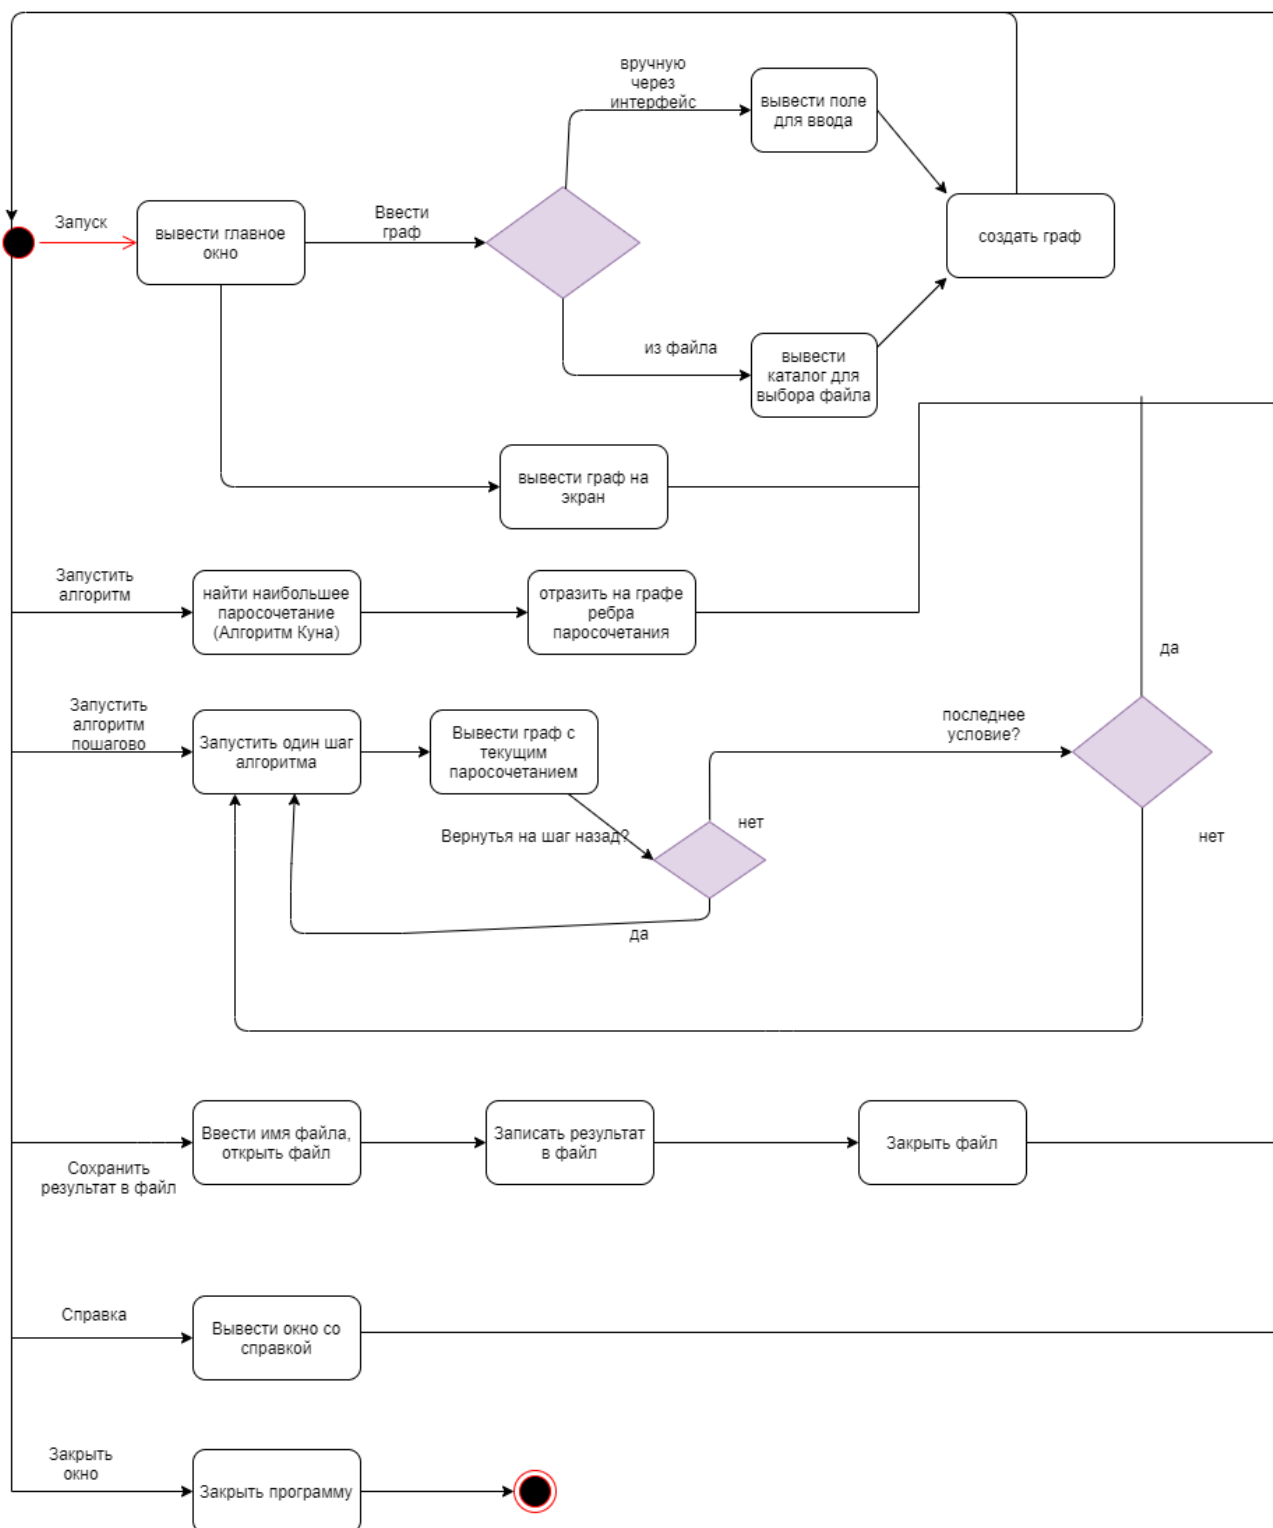 вручную
через
интерфейс
вывести поле
для ввода
Запуск
вывести главное
окно
Ввести
граф
создать граф
из файла
вывести
каталог для
выбора файла
вывести граф на
экран
Запустить
алгоритм
найти наибольшее
паросочетание
(Алгоритм Куна)
отразить на графе
ребра
паросочетания
да
Запустить
алгоритм
пошагово
Запустить один шаг
алгоритма
Вывести граф с
текущим
паросочетанием
последнее
условие?
Вернутья на шаг назад?
нет
нет
да
Ввести имя файла,
открыть файл
Записать результат
в файл
Закрыть файл
Сохранить
результат в файл
Справка
Вывести окно со
справкой
Закрыть
окно
Закрыть программу